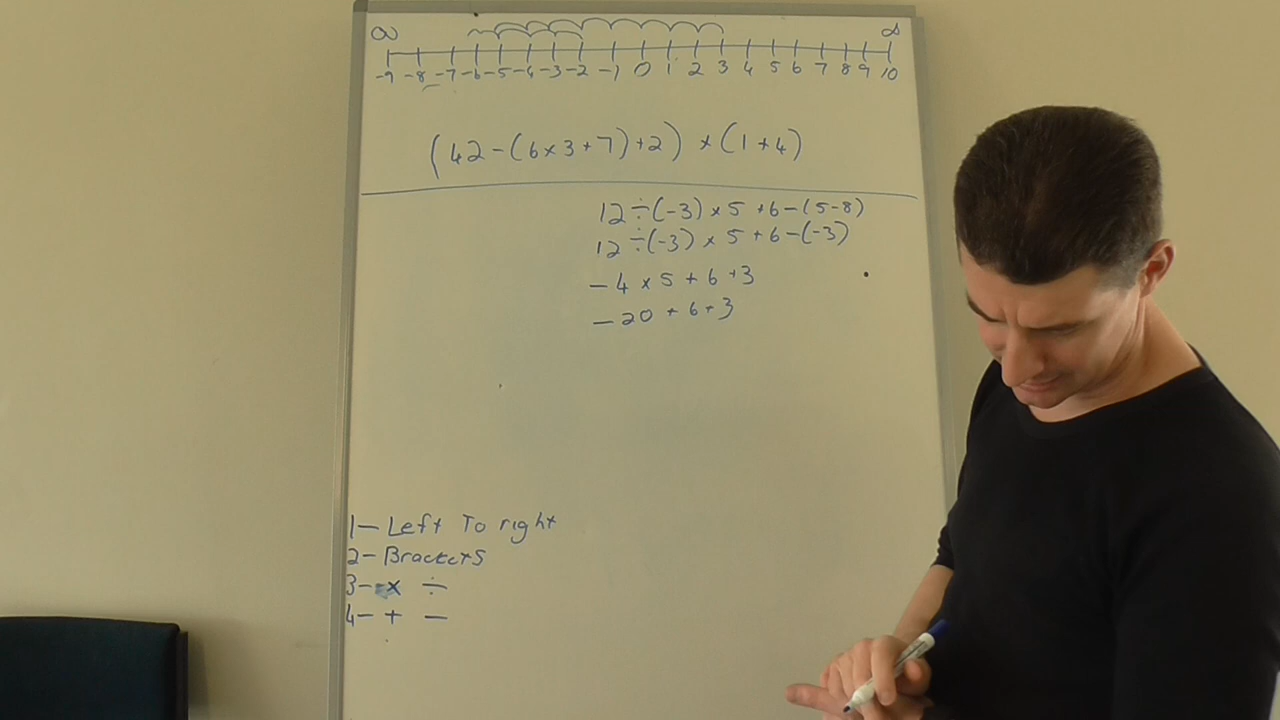 ∞ ∞
-9 -8 -7 -6 -5 -4 -3 -2 -1 0 1 2 3 4 5 6 7 8 9 10
(42-(6×3+7)+2) × (1+4)
12÷(-3)×5+6-(5-8)
12÷(-3)×5+6-(-3)
-4×5+6+3
-20+6+3
1- Left To right
2- Brackets
3- × ÷
4- + -